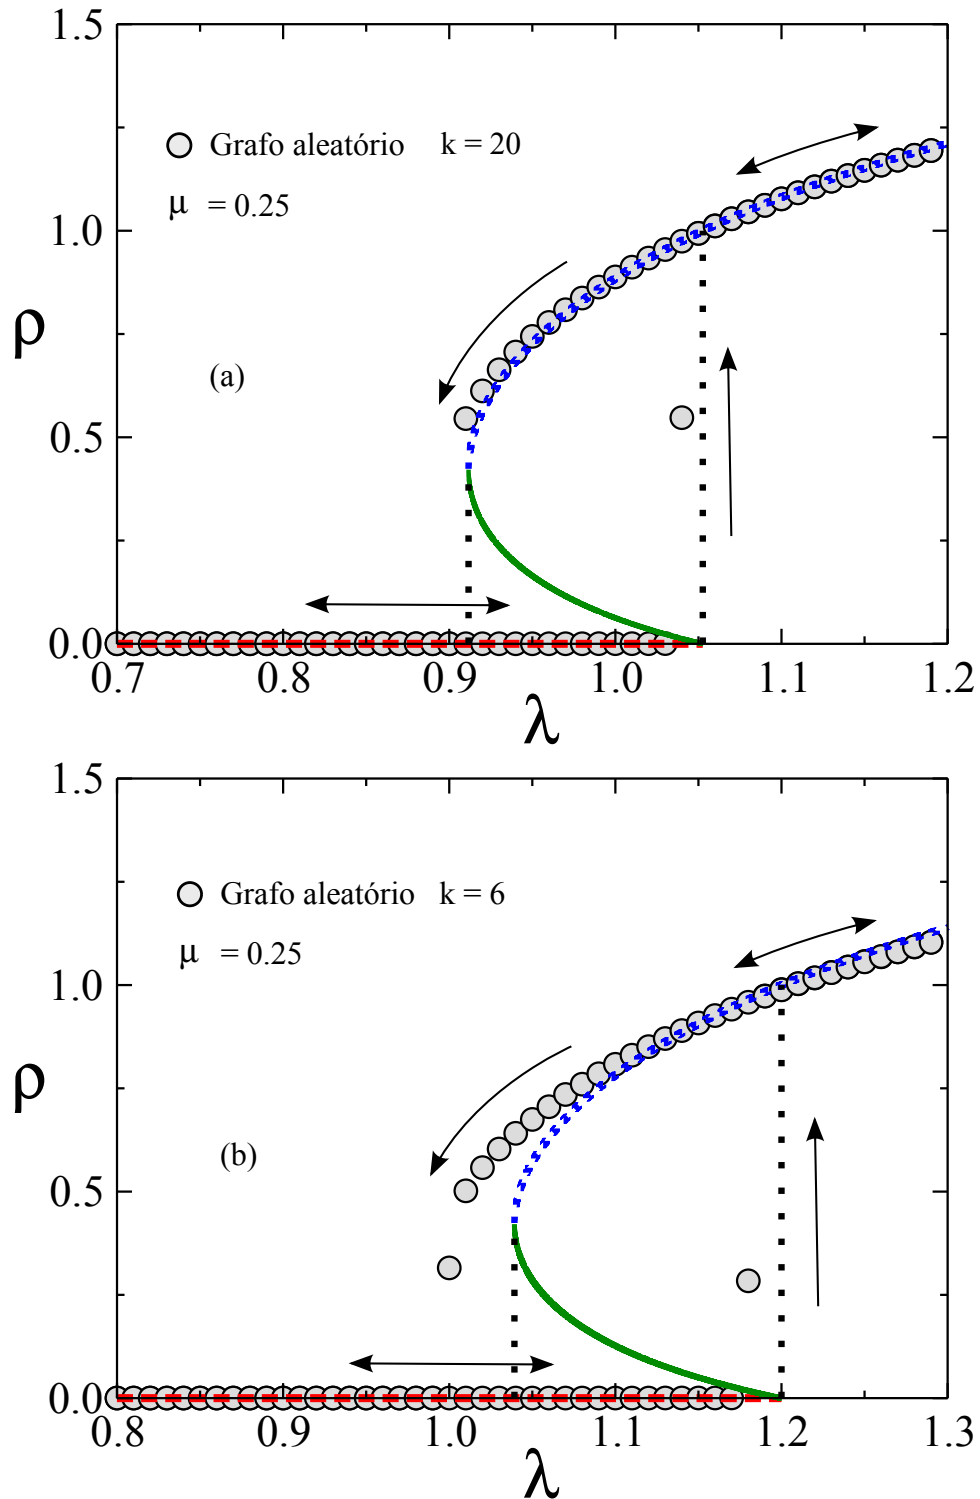 1.5
Grafo aleatório k = 20
μ = 0.25
1.0
ρ
(a)
0.5
0.0
0.7 0.8 0.9 1.0 1.1 1.2
λ
1.5
Grafo aleatório k = 6
μ = 0.25
1.0
ρ
(b)
0.5
0.0
0.8 0.9 1.0 1.1 1.2 1.3
λ